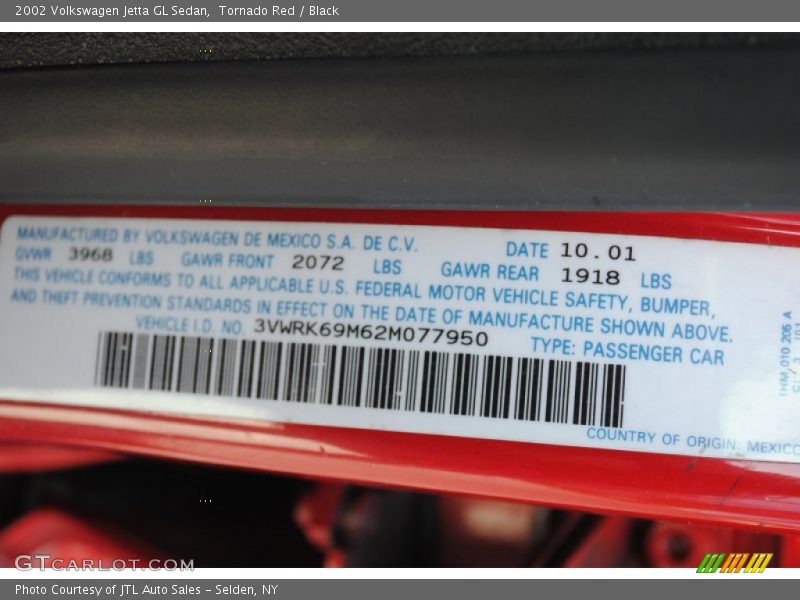 2002 Volkswagen Jetta GL Sedan,  Tornado Red / Black
MANUFACTURED BY VOLKSWAGEN DE MEXICO S.A. DE C.V. DATE 10.01
GVWR 3968 LBS GAWR FRONT 2072 LBS GAWR REAR 1918 LBS
THIS VEHICLE CONFORMS TO ALL APPLICABLE U.S. FEDERAL MOTOR VEHICLE SAFETY, BUMPER,
AND THEFT PREVENTION STANDARDS IN EFFECT ON THE DATE OF MANUFACTURE SHOWN ABOVE.
VEHICLE I.D. NO. 3VWRK69M62M077950 TYPE: PASSENGER CAR
COUNTRY OF ORIGIN: MEXICO
1HM 010 205 A
GTCARLOT.COM
Photo Courtesy of JTL Auto Sales - Selden, NY